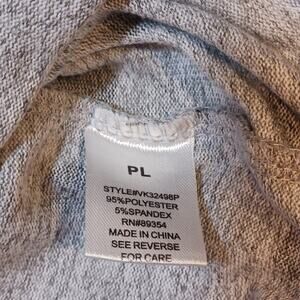 PL
STYLE#VK32498P
95%POLYESTER
5%SPANDEX
RN#89354
MADE IN CHINA
SEE REVERSE
FOR CARE